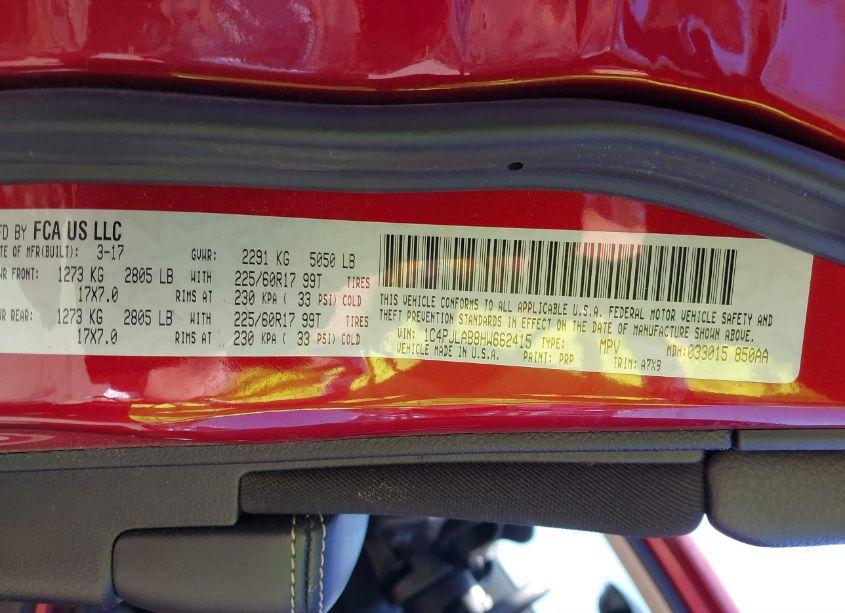 FD BY FCA US LLC
ATE OF MFR(BUILT): 3-17 GVWR: 2291 KG 5050 LB
WR FRONT: 1273 KG 2805 LB WITH 225/60R17 99T TIRES
17X7.0 RIMS AT 230 KPA ( 33 PSI) COLD
WR REAR: 1273 KG 2805 LB WITH 225/60R17 99T TIRES
17X7.0 RIMS AT 230 KPA ( 33 PSI) COLD
THIS VEHICLE CONFORMS TO ALL APPLICABLE U.S.A. FEDERAL MOTOR VEHICLE SAFETY AND
THEFT PREVENTION STANDARDS IN EFFECT ON THE DATE OF MANUFACTURE SHOWN ABOVE.
VIN: 1C4PJLAB8HW662415 TYPE: MPV MDH: 033015 850AA
VEHICLE MADE IN U.S.A. PAINT: PRP TRIM: A7X9